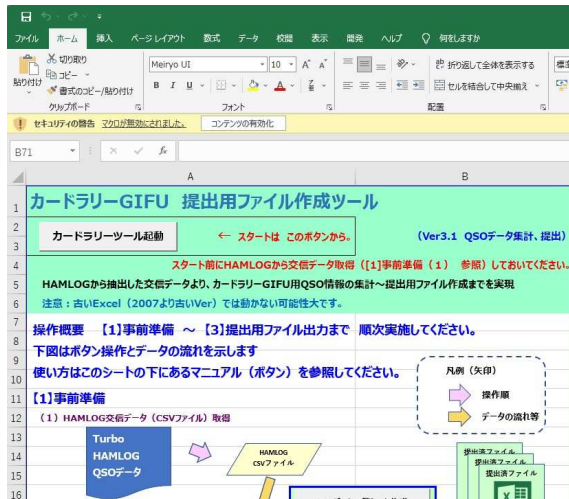 ファイル ホーム 挿入 ページ レイアウト 数式 データ 校閲 表示 開発 ヘルプ 何をしますか
貼り付け
切り取り
コピー
書式のコピー/貼り付け
クリップボード
Meiryo UI 10 A A
B I U A
フォント
折り返して全体を表示する
セルを結合して中央揃え
配置
標準
セキュリティの警告 マクロが無効にされました。 コンテンツの有効化
B71 fx
A B
1 カードラリーGIFU 提出用ファイル作成ツール
2
カードラリーツール起動 ← スタートは このボタンから。 (Ver3.1 QSOデータ集計、提出)
3
4 スタート前にHAMLOGから交信データ取得([1]事前準備(1) 参照)しておいてください。
5 HAMLOGから抽出した交信データより、カードラリーGIFU用QSO情報の集計~提出用ファイル作成までを実現
6 注意:古いExcel(2007より古いVer)では動かない可能性大です。
7 操作概要 【1】事前準備 ~ 【3】提出用ファイル出力まで 順次実施してください。
8
9 下図はボタン操作とデータの流れを示します
10 使い方はこのシートの下にあるマニュアル(ボタン)を参照してください。
凡例(矢印)
操作順
データの流れ等
11 【1】事前準備
12 (1)HAMLOG交信データ(CSVファイル)取得
13 Turbo
14 HAMLOG
15 QSOデータ
16
HAMLOG
CSVファイル
提出済ファイル
提出済ファイル
提出済ファイル
X